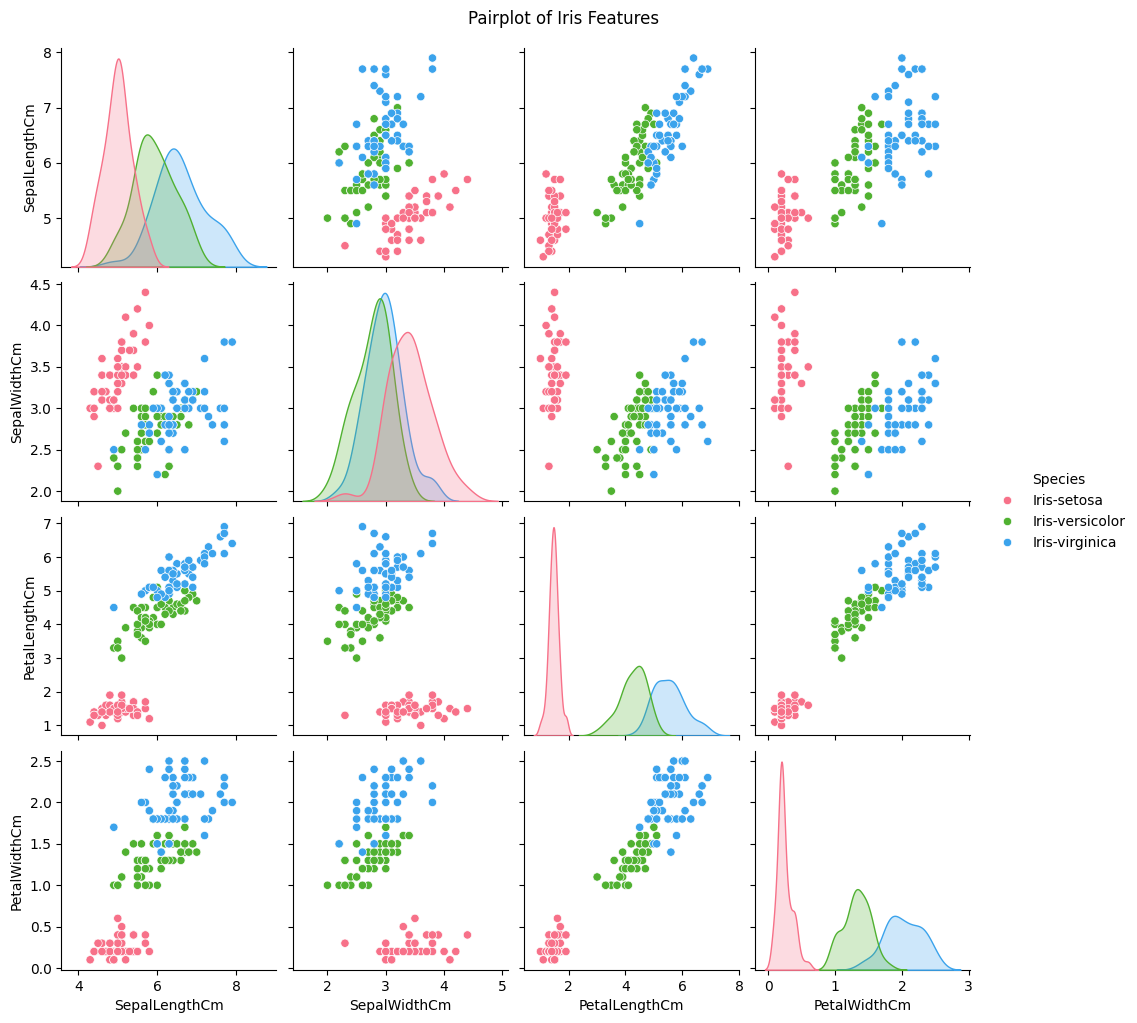 Pairplot of Iris Features
8
7
6
5
SepalLengthCm
4.5
4.0
3.5
3.0
2.5
2.0
SepalWidthCm
7
6
5
4
3
2
1
PetalLengthCm
2.5
2.0
1.5
1.0
0.5
0.0
PetalWidthCm
4 6 8
SepalLengthCm
2 3 4 5
SepalWidthCm
2 4 6 8
PetalLengthCm
0 1 2 3
PetalWidthCm
Species
Iris-setosa
Iris-versicolor
Iris-virginica